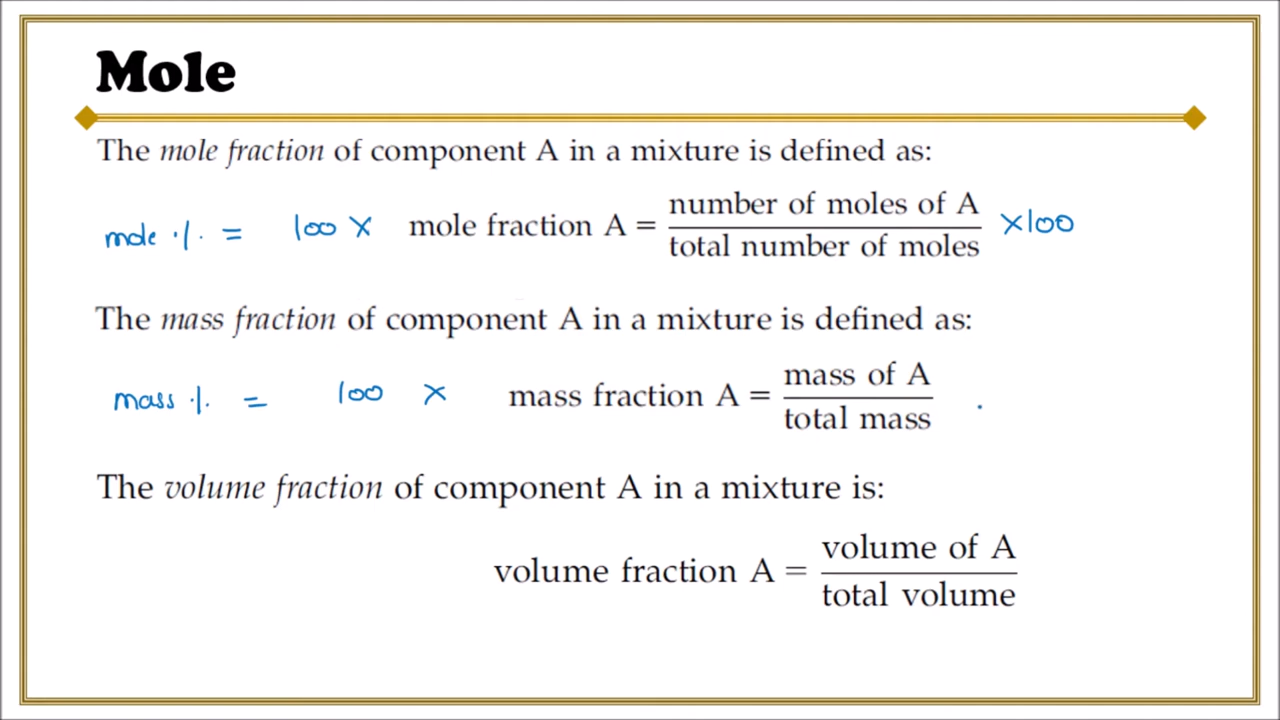 Mole
The mole fraction of component A in a mixture is defined as:
mole % = 100 × mole fraction A = number of moles of A / total number of moles ×100
The mass fraction of component A in a mixture is defined as:
mass % = 100 × mass fraction A = mass of A / total mass
The volume fraction of component A in a mixture is:
volume fraction A = volume of A / total volume